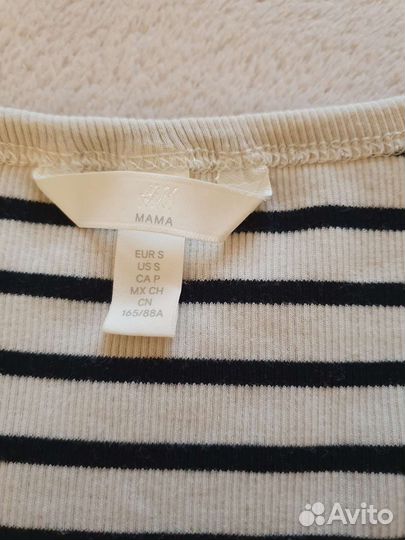 H&M
MAMA
EUR S
US S
CA P
MX CH
CN
165/88A
Avito